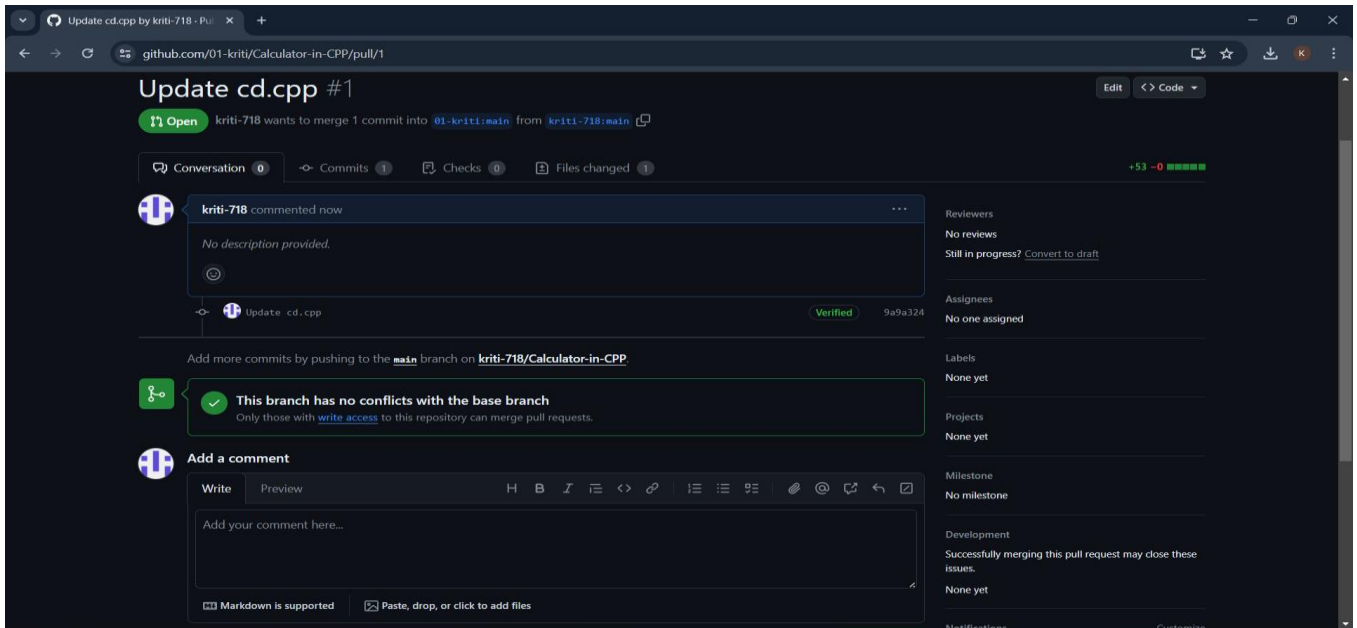 Update cd.cpp by kriti-718 · Pul
github.com/01-kriti/Calculator-in-CPP/pull/1
K
Update cd.cpp #1
Edit
<> Code
Open
kriti-718 wants to merge 1 commit into 01-kriti:main from kriti-718:main
Conversation 0
Commits 1
Checks 0
Files changed 1
+53 −0
kriti-718 commented now
No description provided.
Update cd.cpp
Verified
9a9a324
Add more commits by pushing to the main branch on kriti-718/Calculator-in-CPP.
This branch has no conflicts with the base branch
Only those with write access to this repository can merge pull requests.
Add a comment
Write
Preview
H B I
Add your comment here...
Markdown is supported
Paste, drop, or click to add files
Reviewers
No reviews
Still in progress? Convert to draft
Assignees
No one assigned
Labels
None yet
Projects
None yet
Milestone
No milestone
Development
Successfully merging this pull request may close these
issues.
None yet
Notifications
Customize